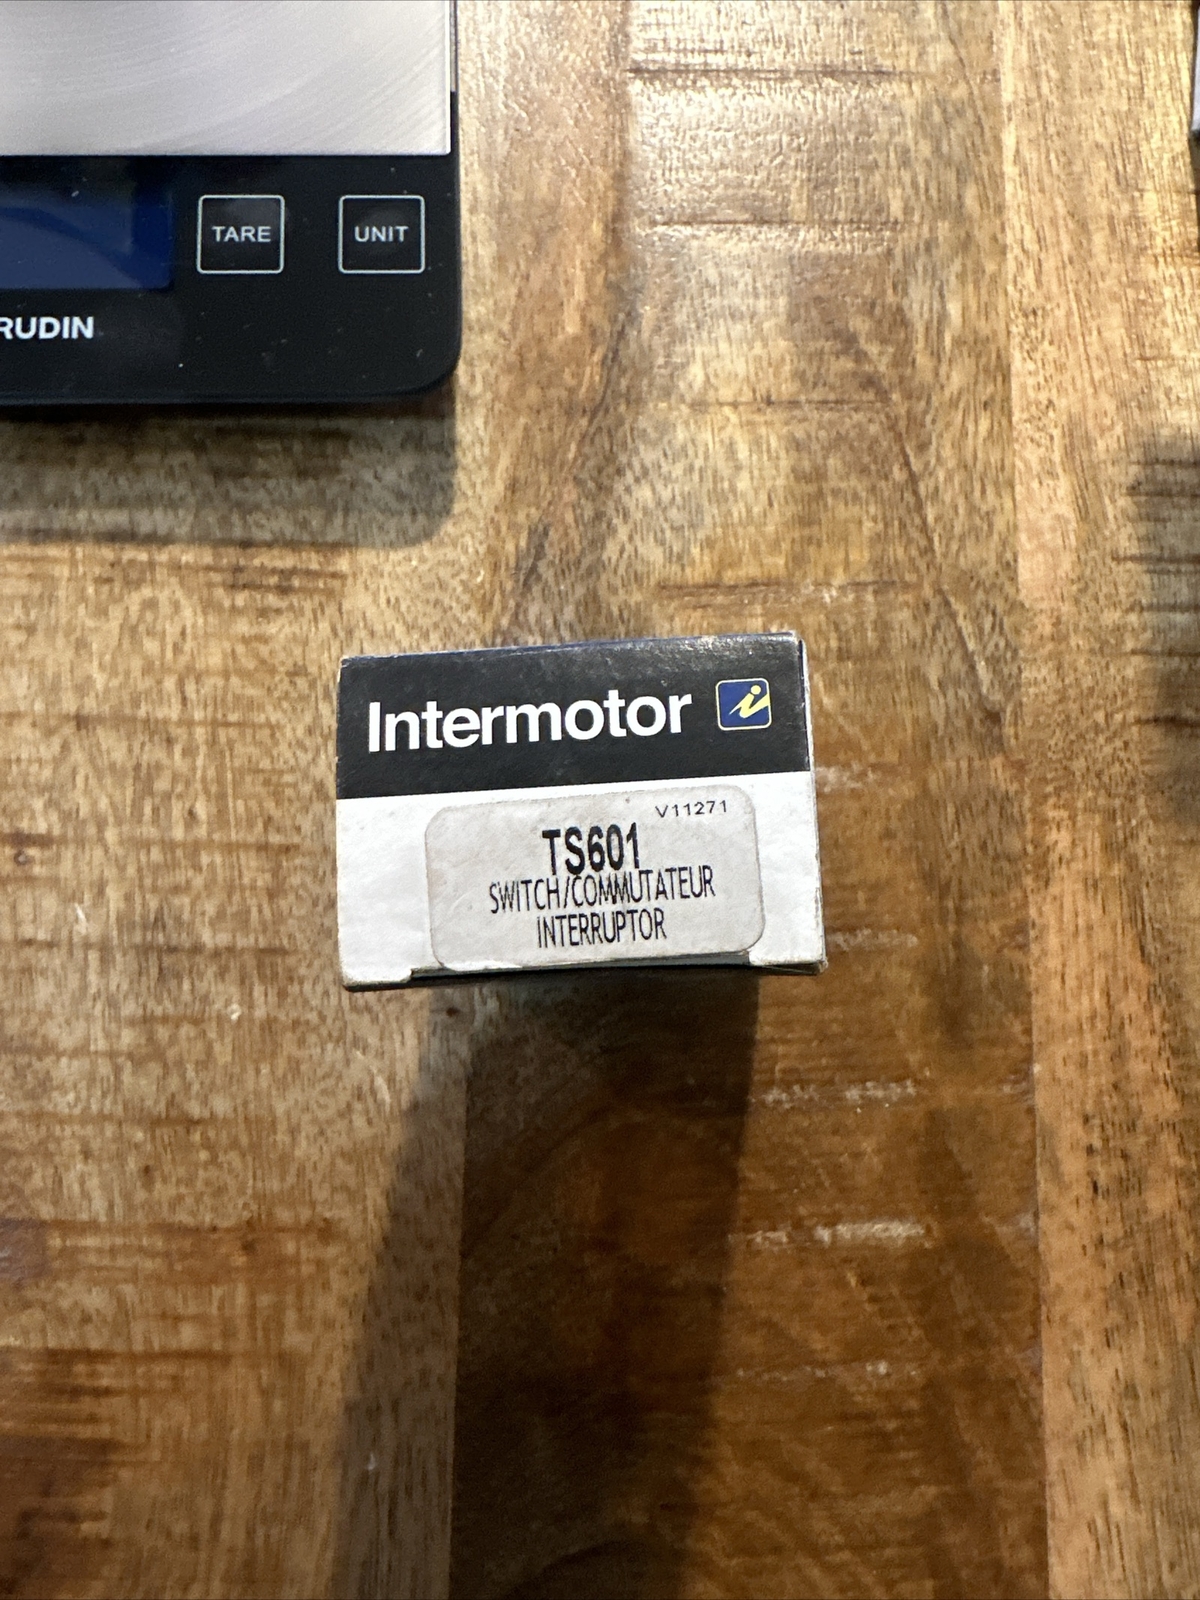 TARE
UNIT
RUDIN
Intermotor
V11271
TS601
SWITCH/COMMUTATEUR
INTERRUPTOR